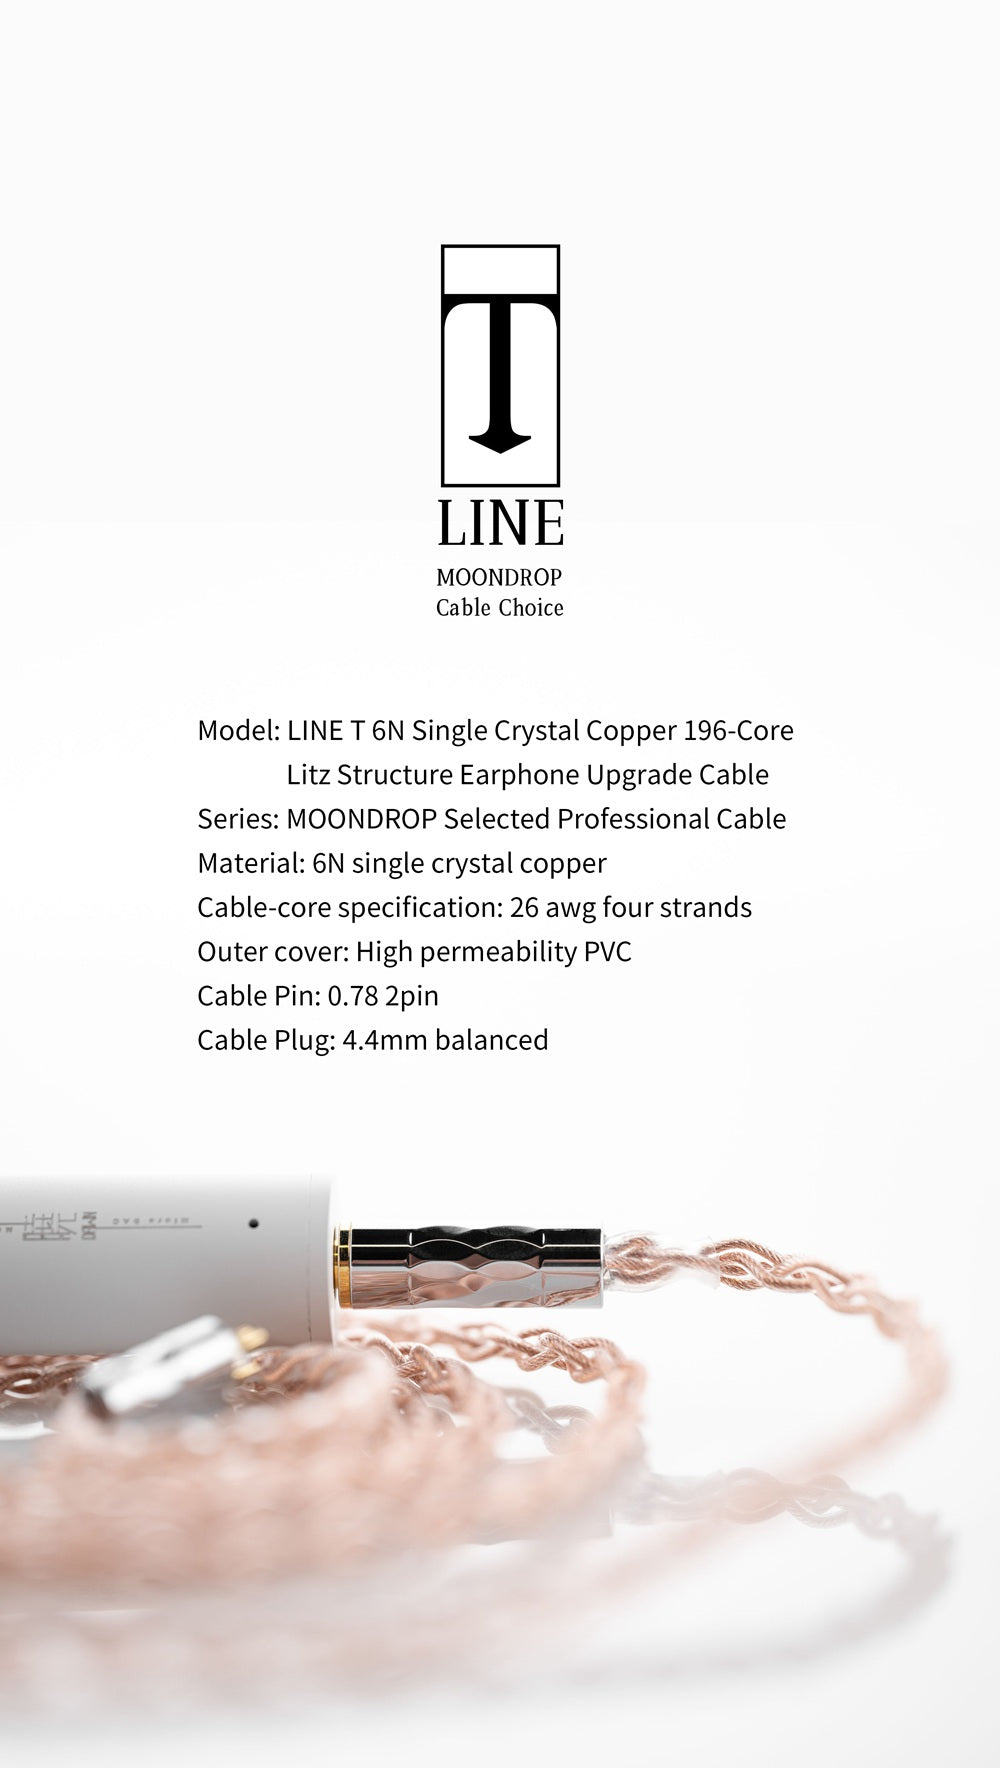 T
LINE
MOONDROP
Cable Choice
Model: LINE T 6N Single Crystal Copper 196-Core
Litz Structure Earphone Upgrade Cable
Series: MOONDROP Selected Professional Cable
Material: 6N single crystal copper
Cable-core specification: 26 awg four strands
Outer cover: High permeability PVC
Cable Pin: 0.78 2pin
Cable Plug: 4.4mm balanced